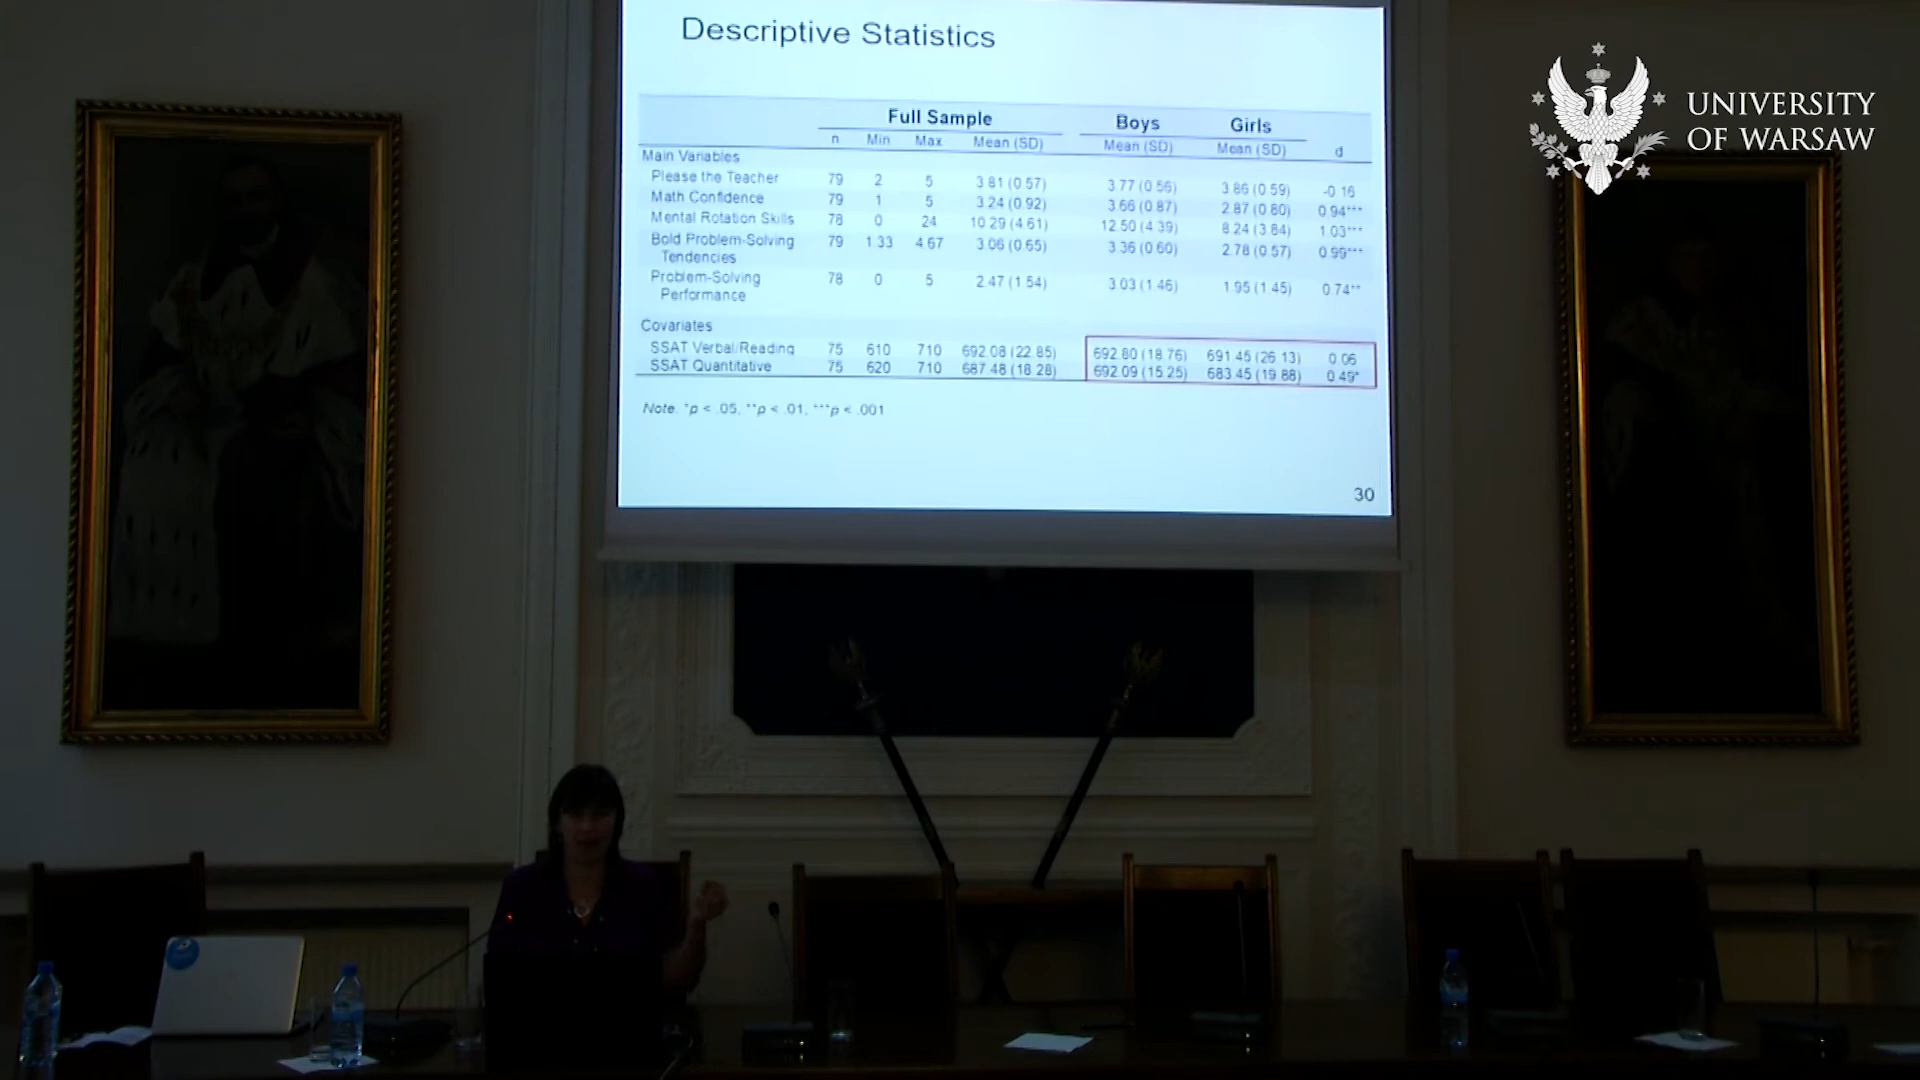 Descriptive Statistics
UNIVERSITY
OF WARSAW
Full Sample Boys Girls
n Min Max Mean (SD) Mean (SD) Mean (SD) d
Main Variables
Please the Teacher 79 2 5 3.81 (0.57) 3.77 (0.56) 3.86 (0.59) -0.16
Math Confidence 79 1 5 3.24 (0.92) 3.66 (0.87) 2.87 (0.80) 0.94***
Mental Rotation Skills 78 0 24 10.29 (4.61) 12.50 (4.39) 8.24 (3.84) 1.03***
Bold Problem-Solving 79 1.33 4.67 3.06 (0.65) 3.36 (0.60) 2.78 (0.57) 0.99***
Tendencies
Problem-Solving 78 0 5 2.47 (1.54) 3.03 (1.46) 1.95 (1.45) 0.74**
Performance
Covariates
SSAT Verbal/Reading 75 610 710 692.08 (22.85) 692.80 (18.76) 691.45 (26.13) 0.06
SSAT Quantitative 75 620 710 687.48 (18.28) 692.09 (15.25) 683.45 (19.88) 0.49*
Note. *p < .05, **p < .01, ***p < .001
30